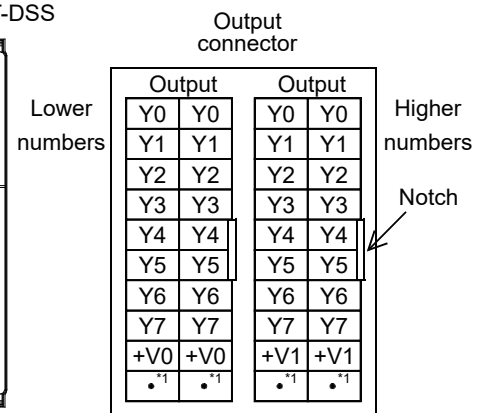 -DSS
Output
connector
Output Output
Lower
numbers
Higher
numbers
Notch
Y0 Y0 Y0 Y0
Y1 Y1 Y1 Y1
Y2 Y2 Y2 Y2
Y3 Y3 Y3 Y3
Y4 Y4 Y4 Y4
Y5 Y5 Y5 Y5
Y6 Y6 Y6 Y6
Y7 Y7 Y7 Y7
+V0 +V0 +V1 +V1
•*1 •*1 •*1 •*1